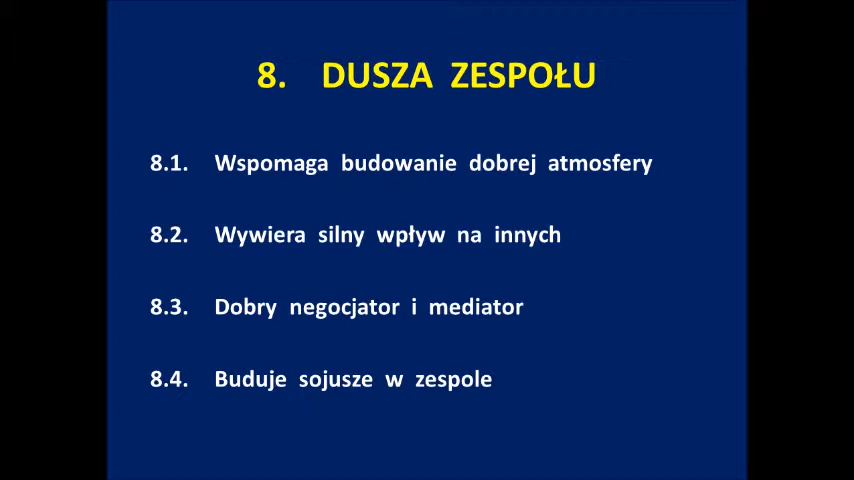 8. DUSZA ZESPOŁU
8.1. Wspomaga budowanie dobrej atmosfery
8.2. Wywiera silny wpływ na innych
8.3. Dobry negocjator i mediator
8.4. Buduje sojusze w zespole